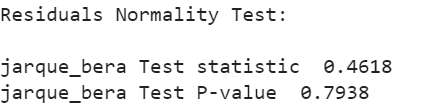 Residuals Normality Test:
jarque_bera Test statistic 0.4618
jarque_bera Test P-value 0.7938